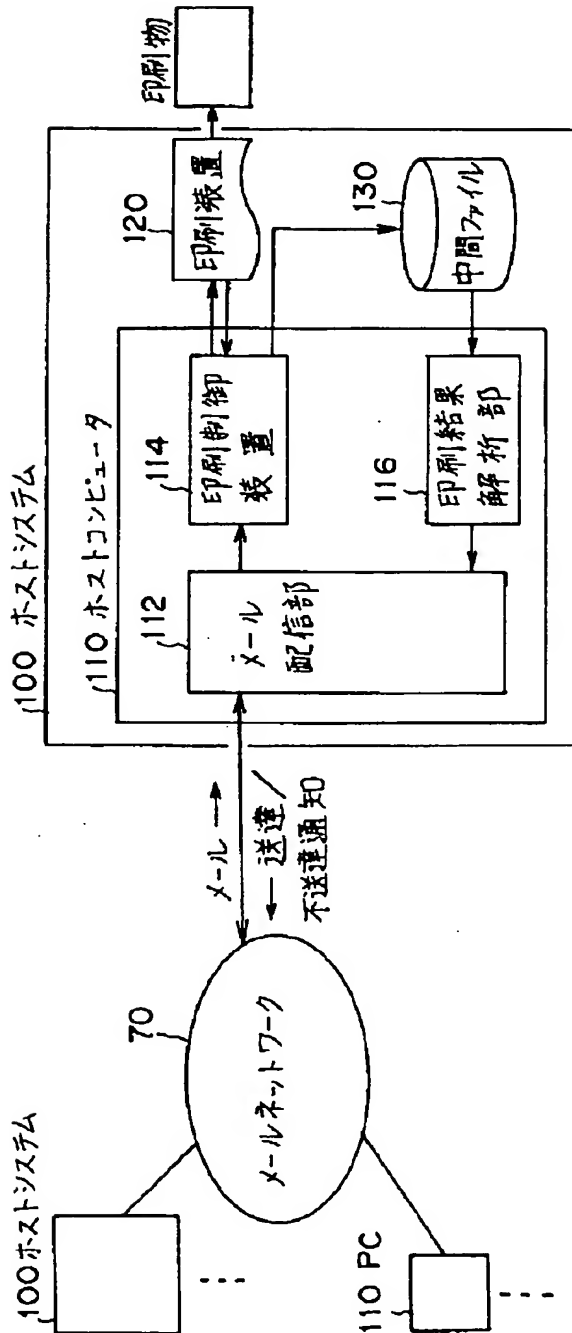 100 ホストシステム
110 PC
70
メールネットワーク
メール →
← 送達/
不送達通知
100 ホストシステム
110 ホストコンピュータ
112
メール
配信部
114
印刷制御
装置
116
印刷結果
解析部
120
印刷装置
130
中間ファイル
印刷物